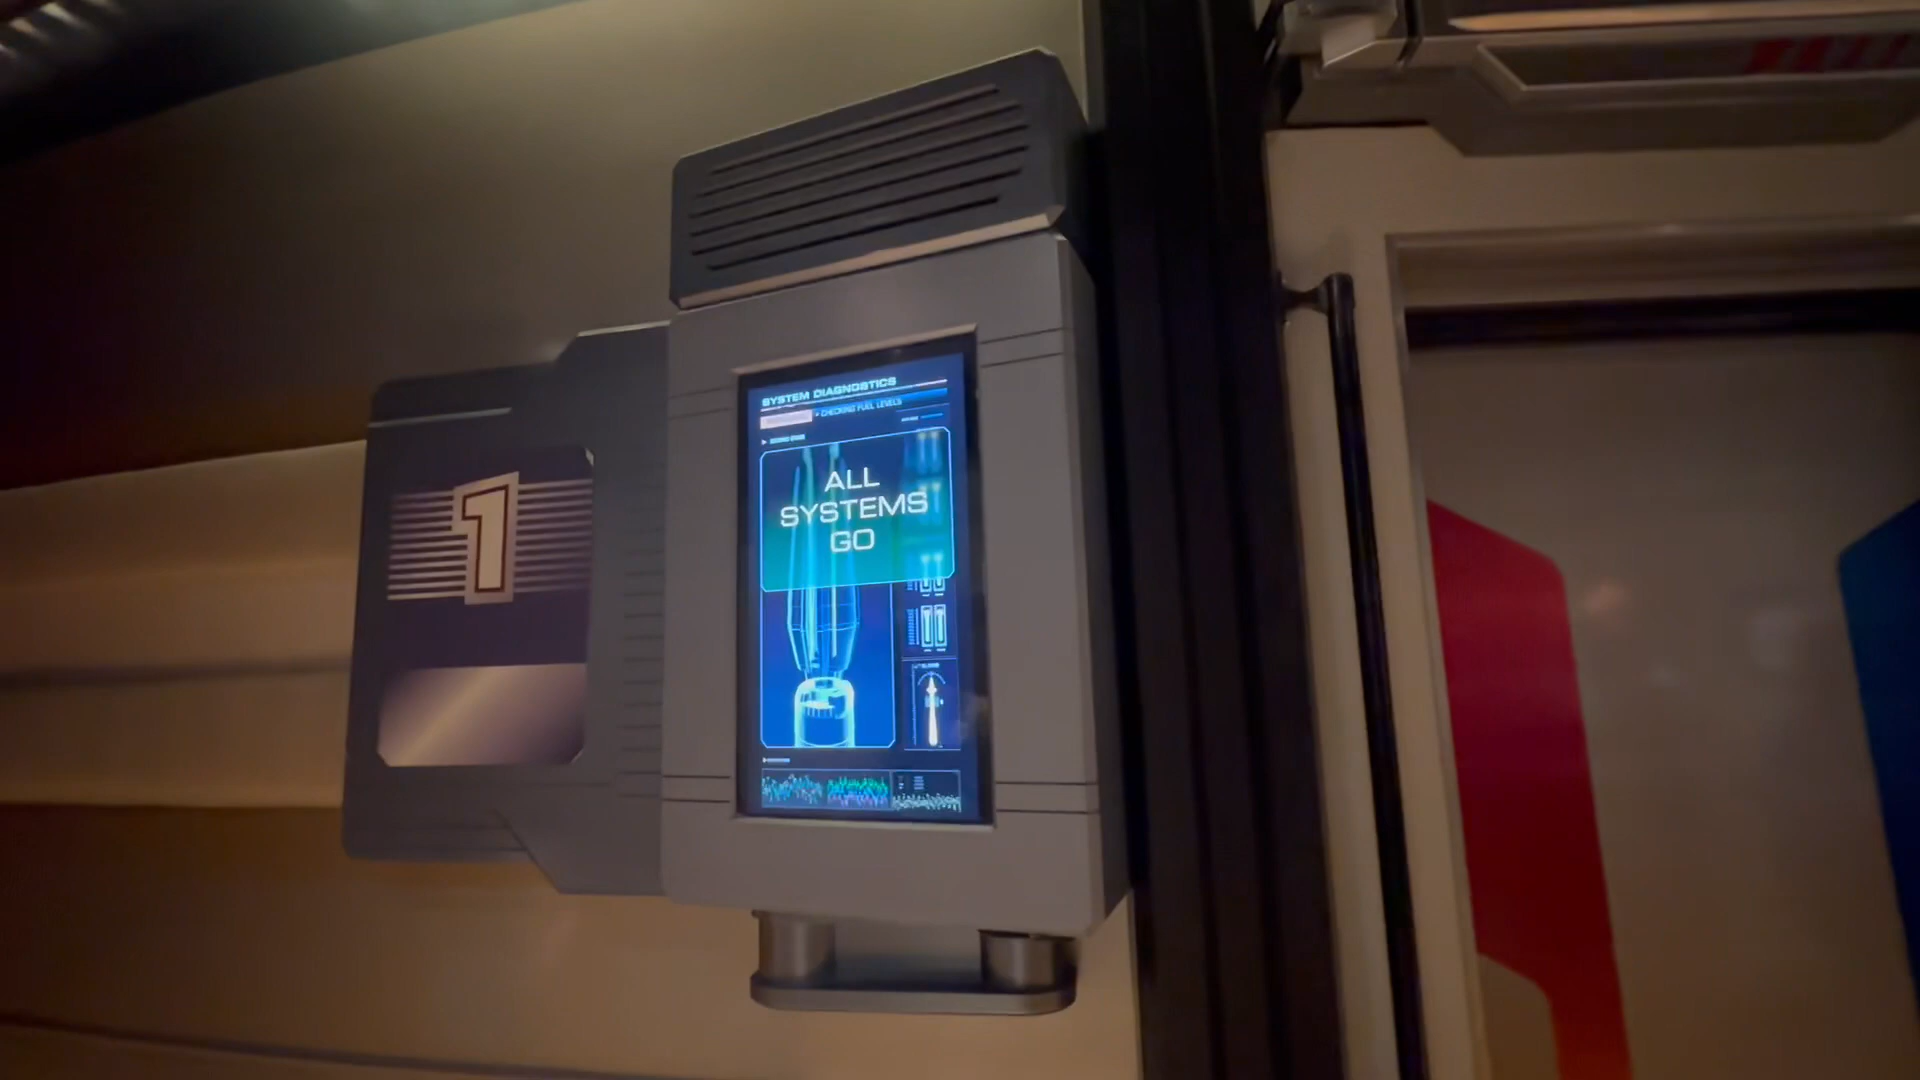 SYSTEM DIAGNOSTICS
• CHECKING FUEL LEVELS
ALL
SYSTEMS
GO
1